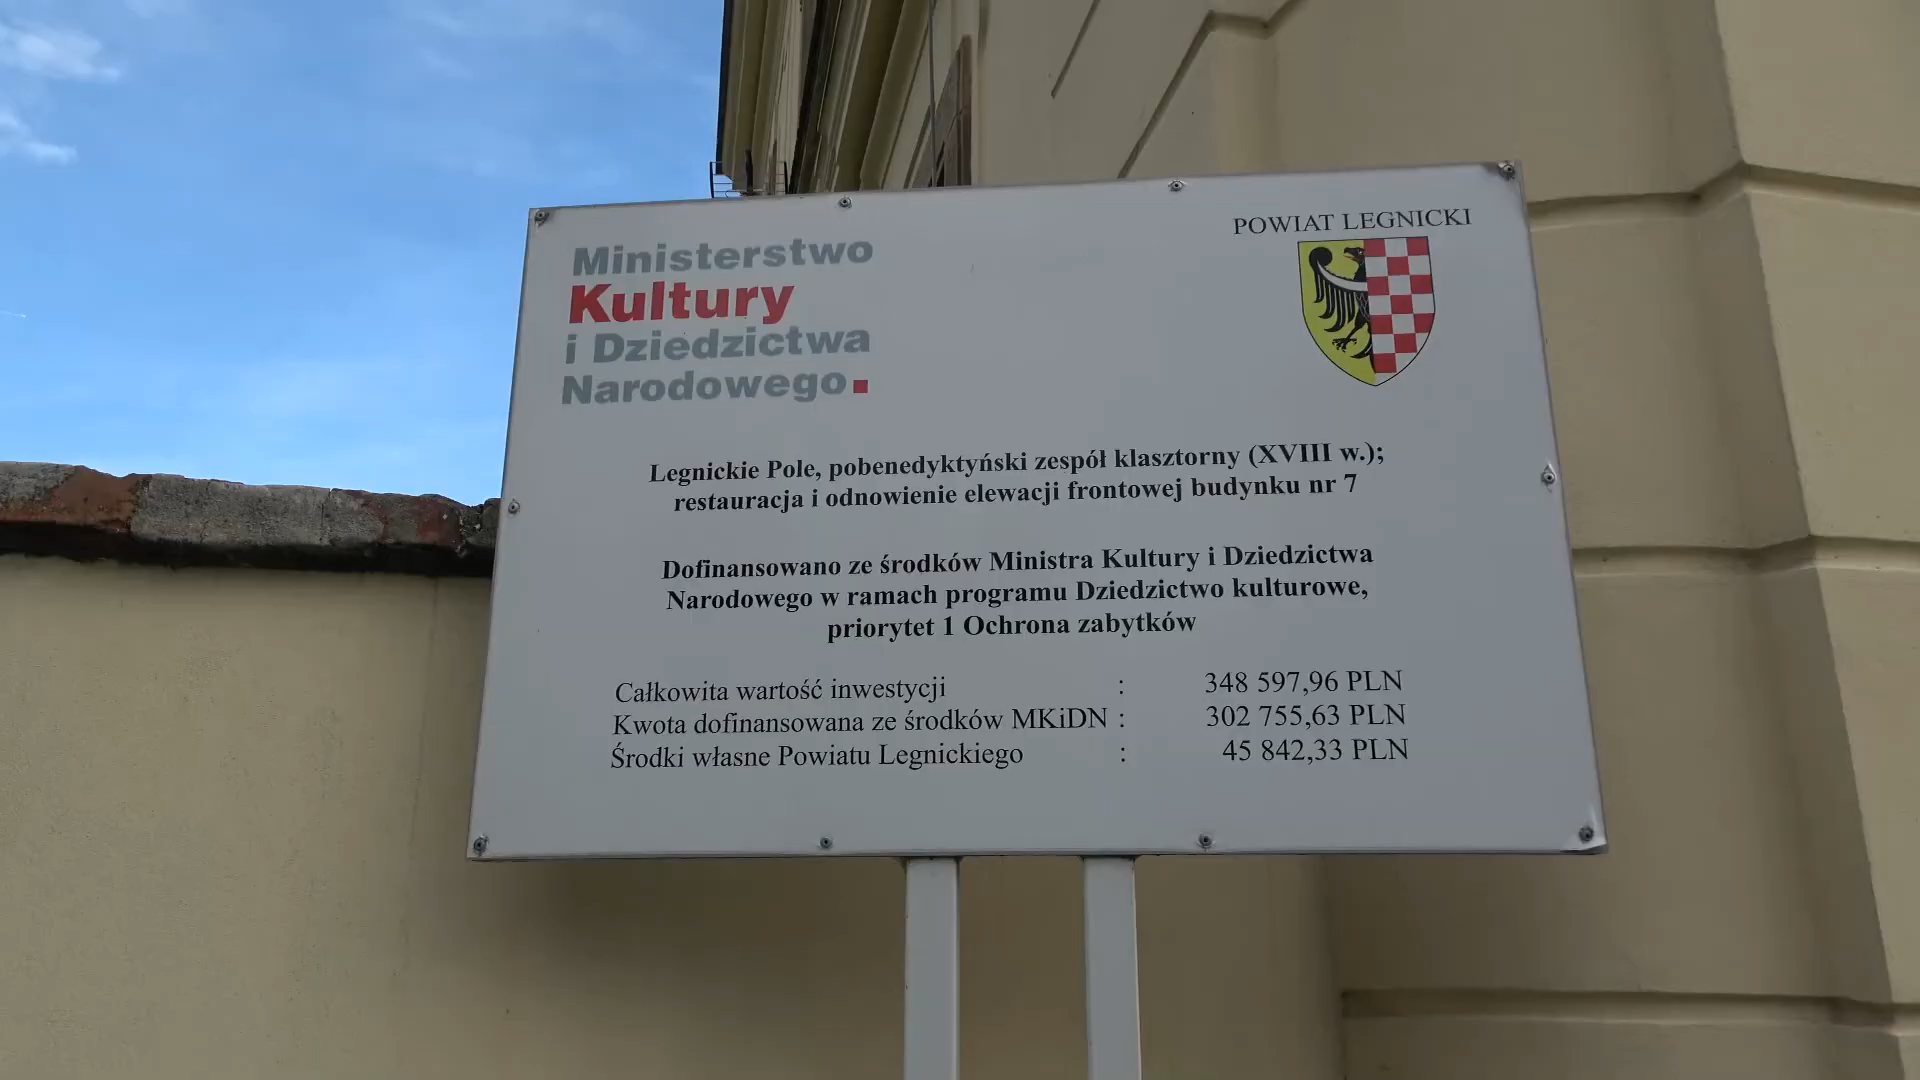 Ministerstwo
Kultury
i Dziedzictwa
Narodowego
POWIAT LEGNICKI
Legnickie Pole, pobenedyktyński zespół klasztorny (XVIII w.);
restauracja i odnowienie elewacji frontowej budynku nr 7
Dofinansowano ze środków Ministra Kultury i Dziedzictwa
Narodowego w ramach programu Dziedzictwo kulturowe,
priorytet 1 Ochrona zabytków
Całkowita wartość inwestycji : 348 597,96 PLN
Kwota dofinansowana ze środków MKiDN : 302 755,63 PLN
Środki własne Powiatu Legnickiego : 45 842,33 PLN